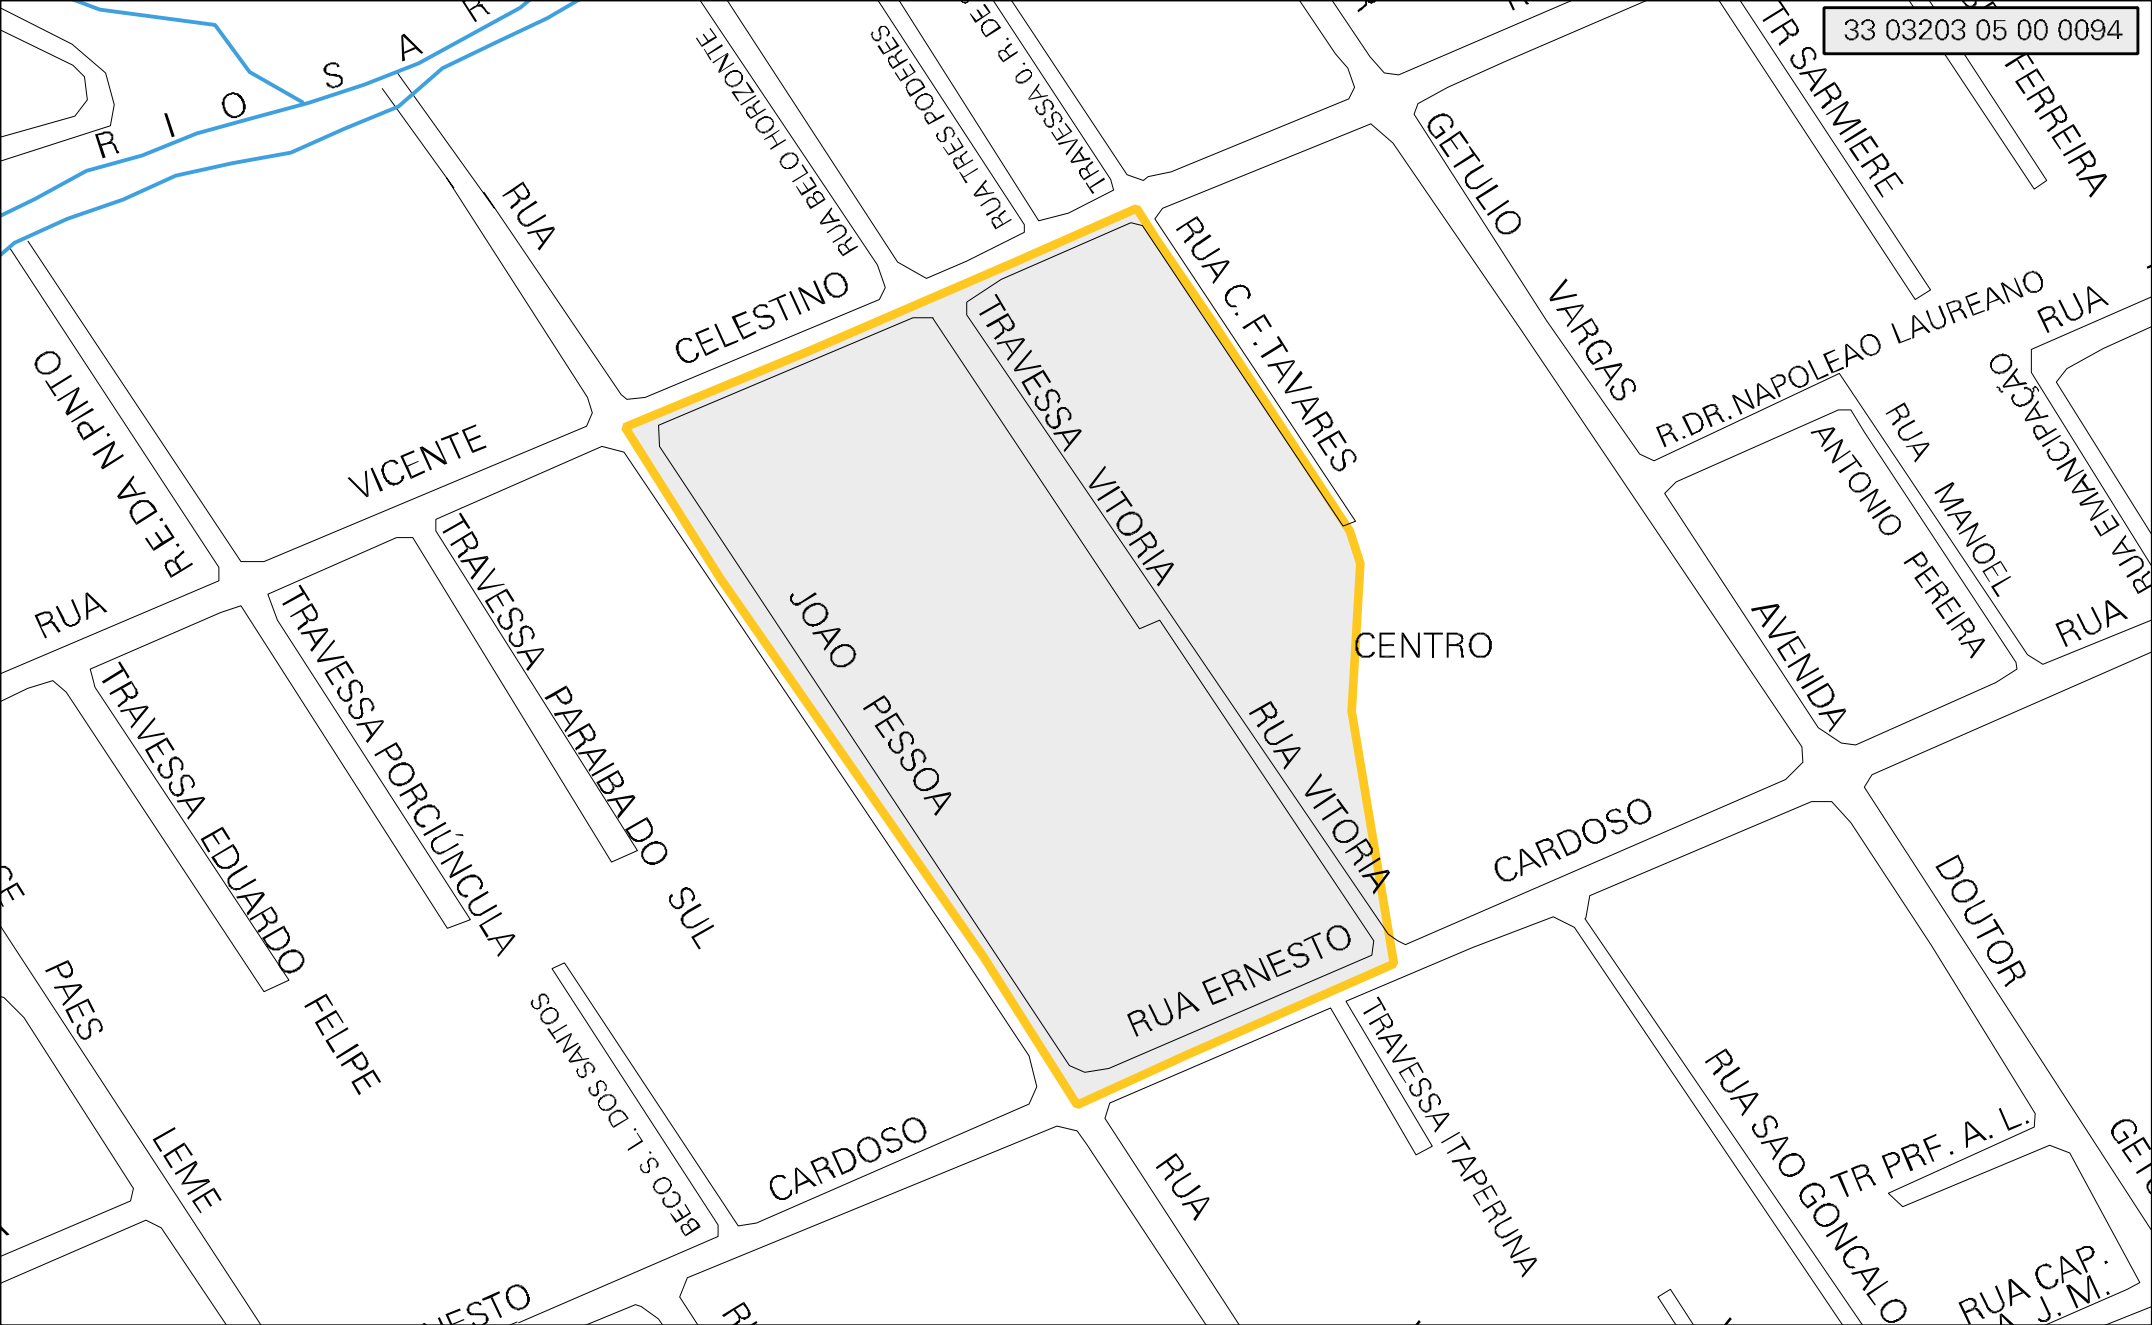 33 03203 05 00 0094
RIO SAR
RUA BELO HORIZONTE
RUA TRES PODERES
TRAVESSA O. R. DE
TR SARMIERE
FERREIRA
GETULIO
VARGAS
AVENIDA
RUA
RUA C. F. TAVARES
CELESTINO
VICENTE
RUA
R.E.DA N.PINTO
R.DR.NAPOLEAO LAUREANO
RUA
RUA EMANCIPAÇÃO
RUA MANOEL
ANTONIO PEREIRA
RUA
TRAVESSA VITORIA
RUA VITORIA
CENTRO
JOAO PESSOA
TRAVESSA PARAIBA DO SUL
TRAVESSA PORCIÚNCULA
TRAVESSA EDUARDO FELIPE
PAES
LEME
BECO S. L. DOS SANTOS
RUA ERNESTO
CARDOSO
CARDOSO
DOUTOR
RUA
TRAVESSA ITAPERUNA
RUA SAO GONCALO
TR PRF. A. L.
RUA CAP.
J. M.
NESTO